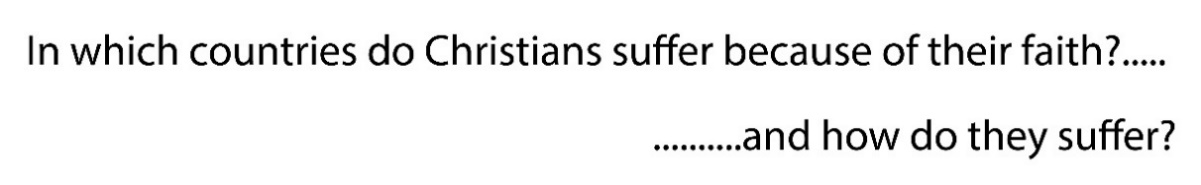 In which countries do Christians suffer because of their faith?.....
..........and how do they suffer?